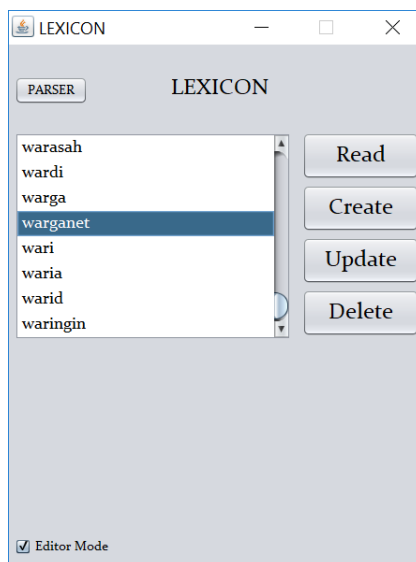 LEXICON
PARSER
LEXICON
warasah
wardi
warga
warganet
wari
waria
warid
waringin
Read
Create
Update
Delete
Editor Mode